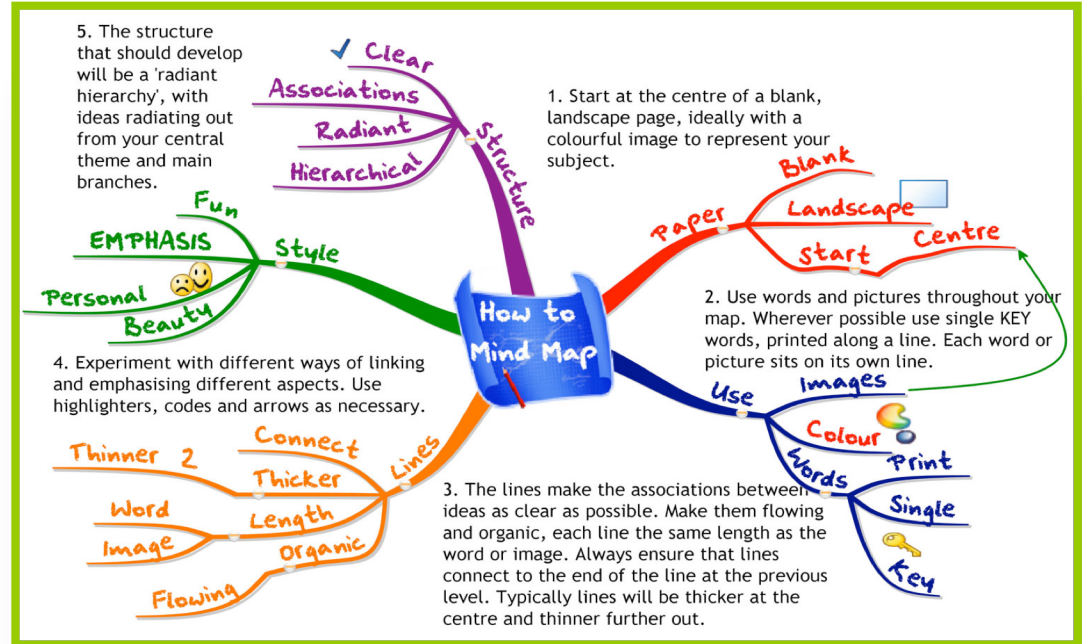 5. The structure
that should develop
will be a 'radiant
hierarchy', with
ideas radiating out
from your central
theme and main
branches.
Clear
Associations
Radiant
Hierarchical
Structure
1. Start at the centre of a blank,
landscape page, ideally with a
colourful image to represent your
subject.
Paper
Blank
Landscape
Start
Centre
Fun
EMPHASIS
Personal
Beauty
Style
How to
Mind Map
2. Use words and pictures throughout your
map. Wherever possible use single KEY
words, printed along a line. Each word or
picture sits on its own line.
Use
Images
Colour
Words
Print
Single
Key
4. Experiment with different ways of linking
and emphasising different aspects. Use
highlighters, codes and arrows as necessary.
Lines
Connect
Thicker
Thinner 2
Length
Word
Image
Organic
Flowing
3. The lines make the associations between
ideas as clear as possible. Make them flowing
and organic, each line the same length as the
word or image. Always ensure that lines
connect to the end of the line at the previous
level. Typically lines will be thicker at the
centre and thinner further out.